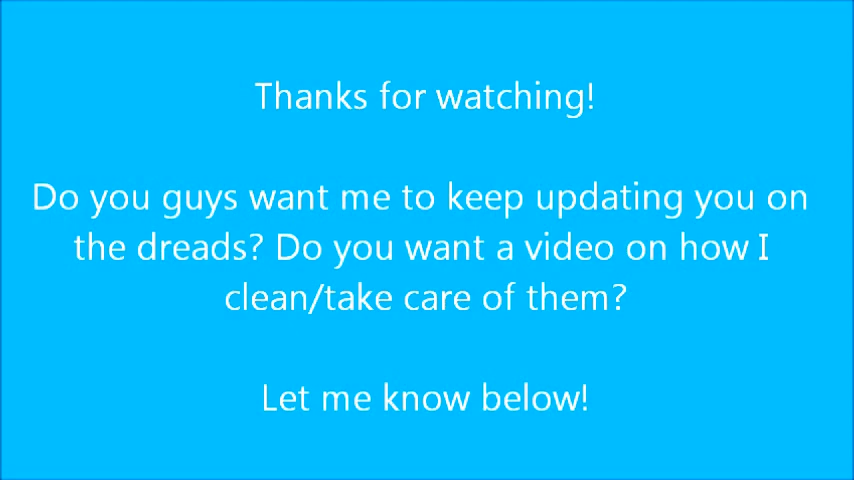 Thanks for watching!
Do you guys want me to keep updating you on
the dreads? Do you want a video on how I
clean/take care of them?
Let me know below!